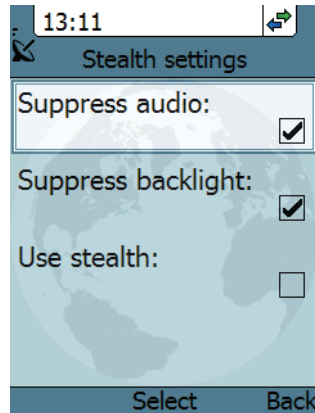 13:11
Stealth settings
Suppress audio:
Suppress backlight:
Use stealth:
Select Back